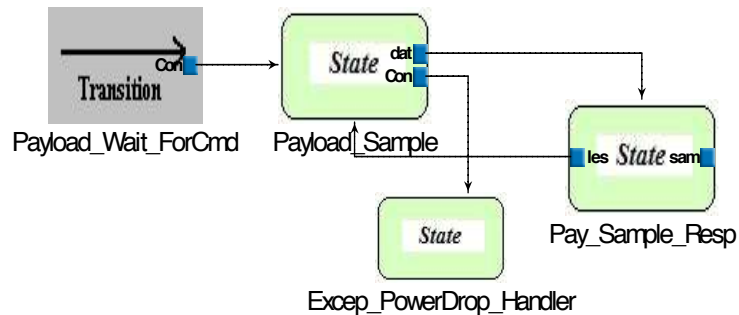 Con
Transition
Payload_Wait_ForCmd
State
dat
Con
Payload_Sample
les State sam
Pay_Sample_Resp
State
Excep_PowerDrop_Handler